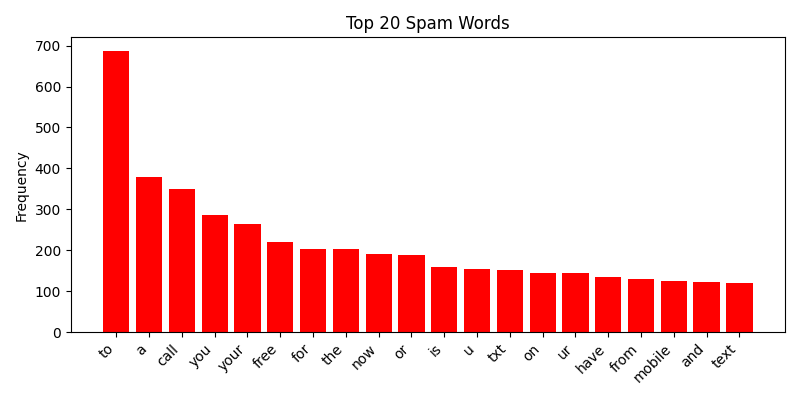 Top 20 Spam Words
Frequency
700
600
500
400
300
200
100
0
to a call you your free for the now or is u txt on ur have from mobile and text